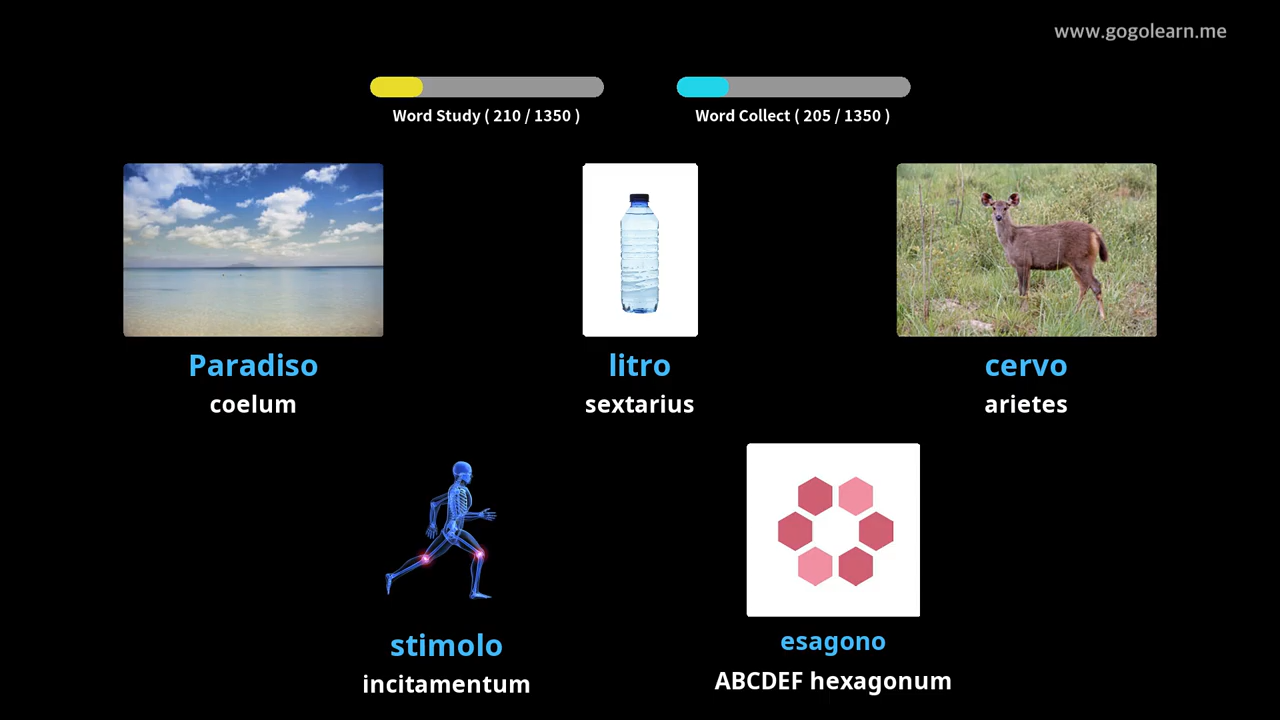 www.gogolearn.me
Word Study ( 210 / 1350 )
Word Collect ( 205 / 1350 )
Paradiso
coelum
litro
sextarius
cervo
arietes
stimolo
incitamentum
esagono
ABCDEF hexagonum